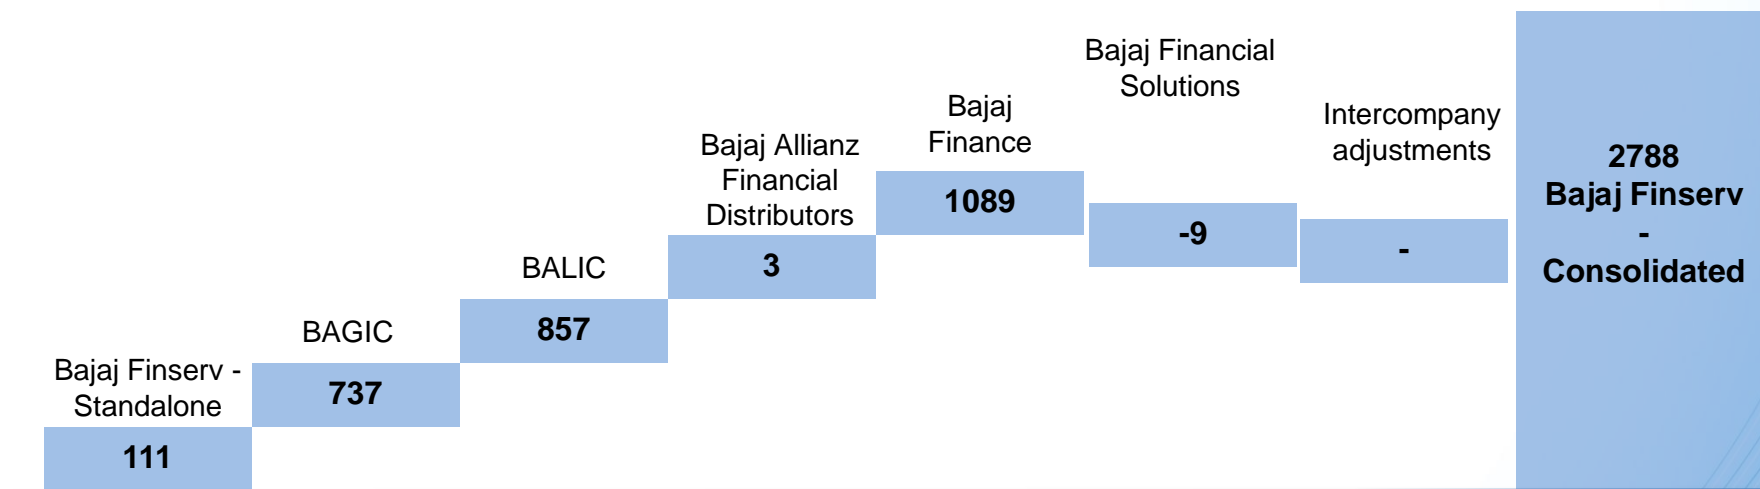 Bajaj Finserv -
Standalone
111
BAGIC
737
BALIC
857
Bajaj Allianz
Financial
Distributors
3
Bajaj
Finance
1089
Bajaj Financial
Solutions
-9
Intercompany
adjustments
-
2788
Bajaj Finserv
-
Consolidated